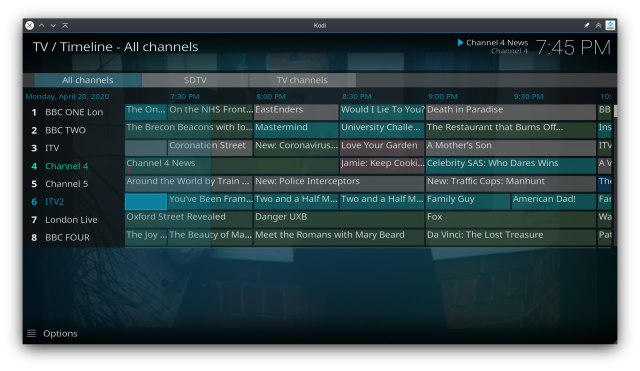 Kodi
TV / Timeline - All channels
Channel 4 News
Channel 4
7:45 PM
All channels SDTV TV channels
Monday, April 20, 2020 7:30 PM 8:00 PM 8:30 PM 9:00 PM 9:30 PM 10:
1 BBC ONE Lon The On... On the NHS Front... EastEnders Would I Lie To You? Death in Paradise BB
2 BBC TWO The Brecon Beacons with Io... Mastermind University Challe... The Restaurant that Burns Off... Ins
3 ITV Coronation Street New: Coronavirus... Love Your Garden A Mother's Son ITV
4 Channel 4 Channel 4 News Jamie: Keep Cooki... Celebrity SAS: Who Dares Wins A V
5 Channel 5 Around the World by Train ... New: Police Interceptors New: Traffic Cops: Manhunt The
6 ITV2 You've Been Fram... Two and a Half M... Two and a Half M... Family Guy American Dad! Far
7 London Live Oxford Street Revealed Danger UXB Fox Wa
8 BBC FOUR The Joy ... The Beauty of Ma... Meet the Romans with Mary Beard Da Vinci: The Lost Treasure Pat
Options